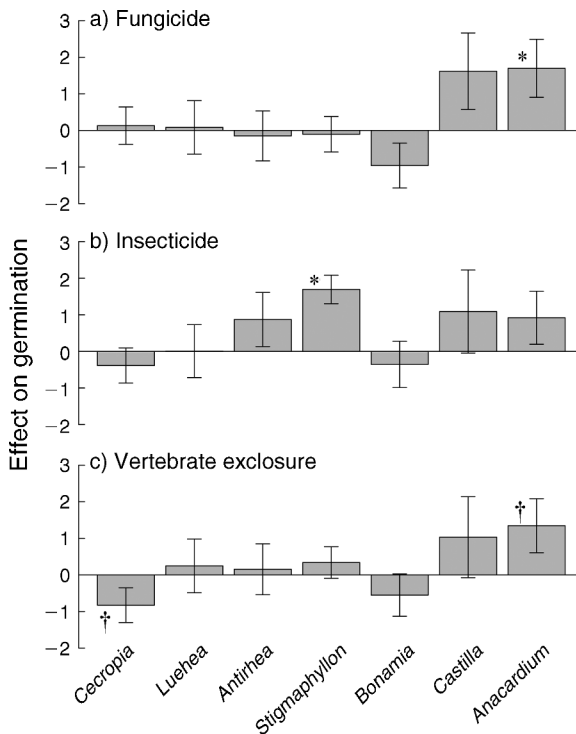 a) Fungicide
3
2
1
0
−1
−2
*
b) Insecticide
3
2
1
0
−1
−2
*
c) Vertebrate exclosure
3
2
1
0
−1
−2
†
†
Effect on germination
Cecropia
Luehea
Antirhea
Stigmaphyllon
Bonamia
Castilla
Anacardium